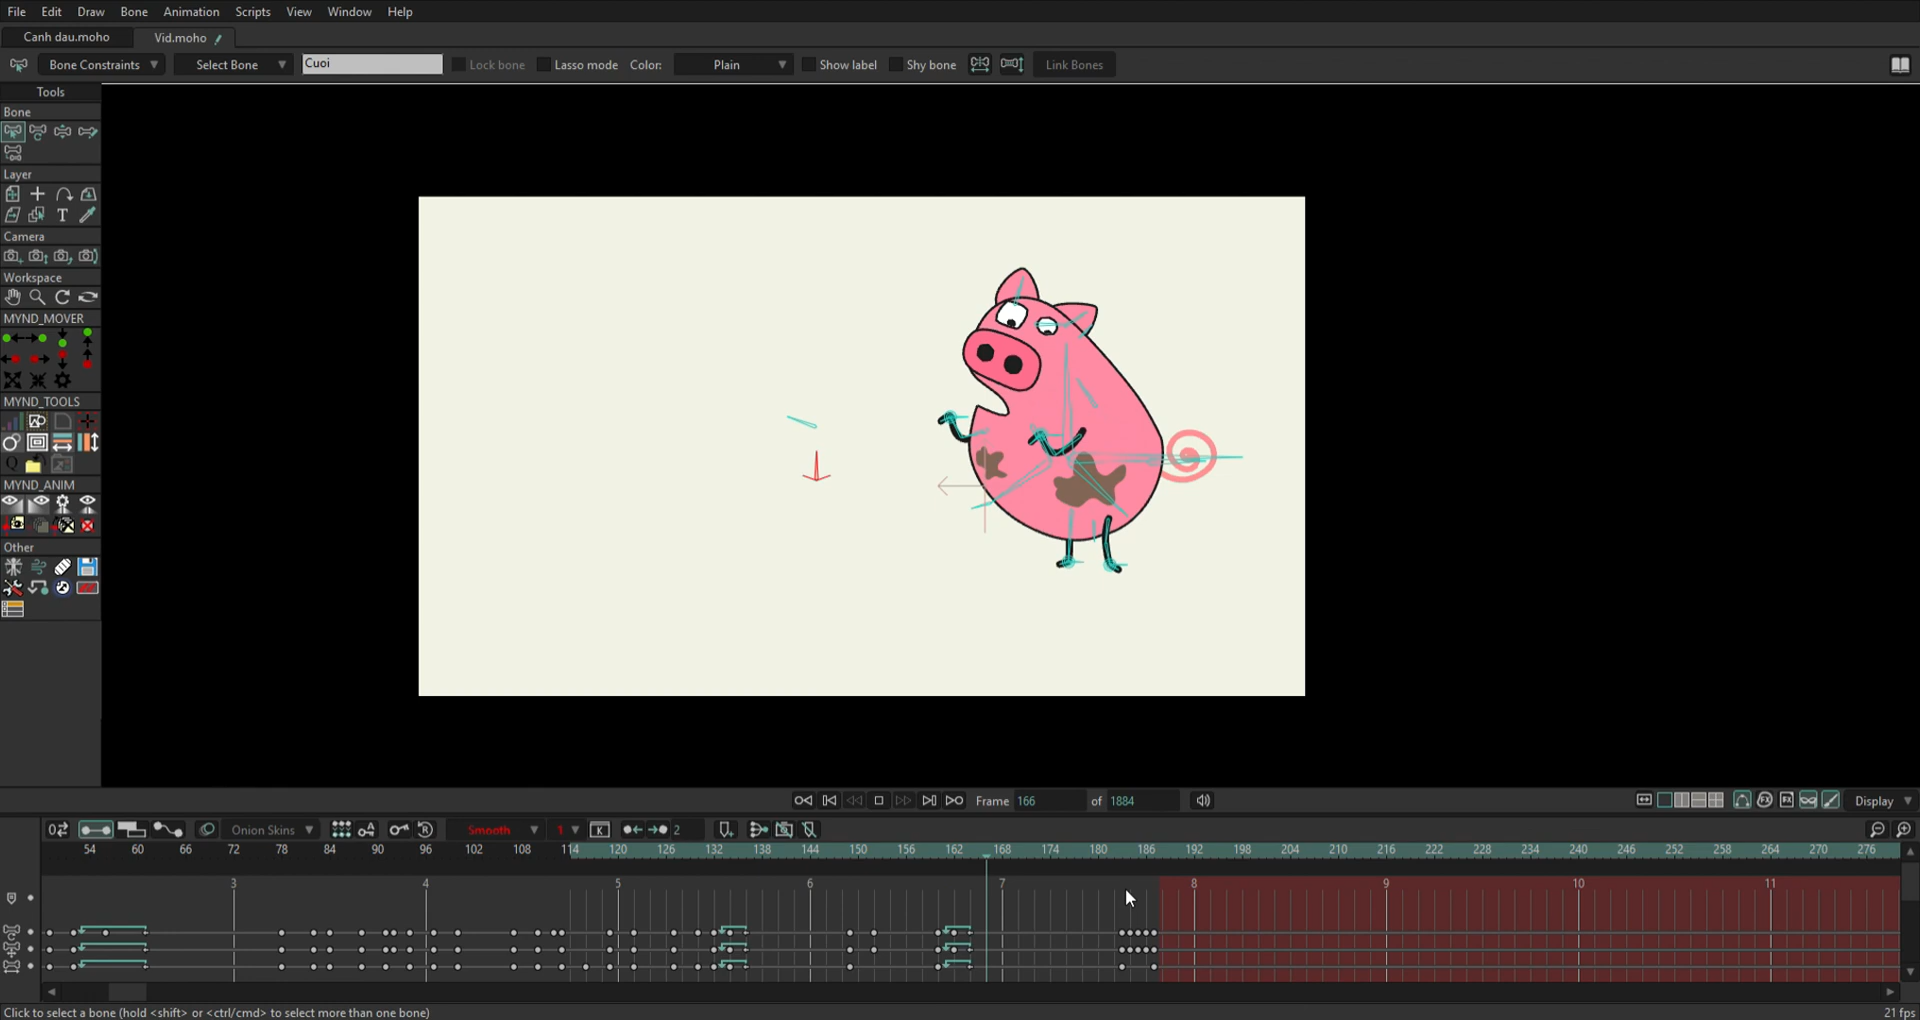 File Edit Draw Animation Scripts View Window Help
Canh dau.moho Vid.moho
Bone Constraints Select Bone Cuoi Lock bone Lasso mode Color: Plain Show label Shy bone Link Bones
Tools
Bone
Layer
T
Camera
Workspace
MYND_MOVER
MYND_TOOLS
Q
MYND_ANIM
Other
Frame 166 of 1884 FX FX Display
Onion Skins Smooth 1 K 2
54 60 66 72 78 84 90 96 102 108 114 120 126 132 138 144 150 156 162 168 174 180 186 192 198 204 210 216 222 228 234 240 246 252 258 264 270 276
3 4 5 6 7 8 9 10 11
Click to select a bone (hold <shift> or <ctrl/cmd> to select more than one bone) 21 fps